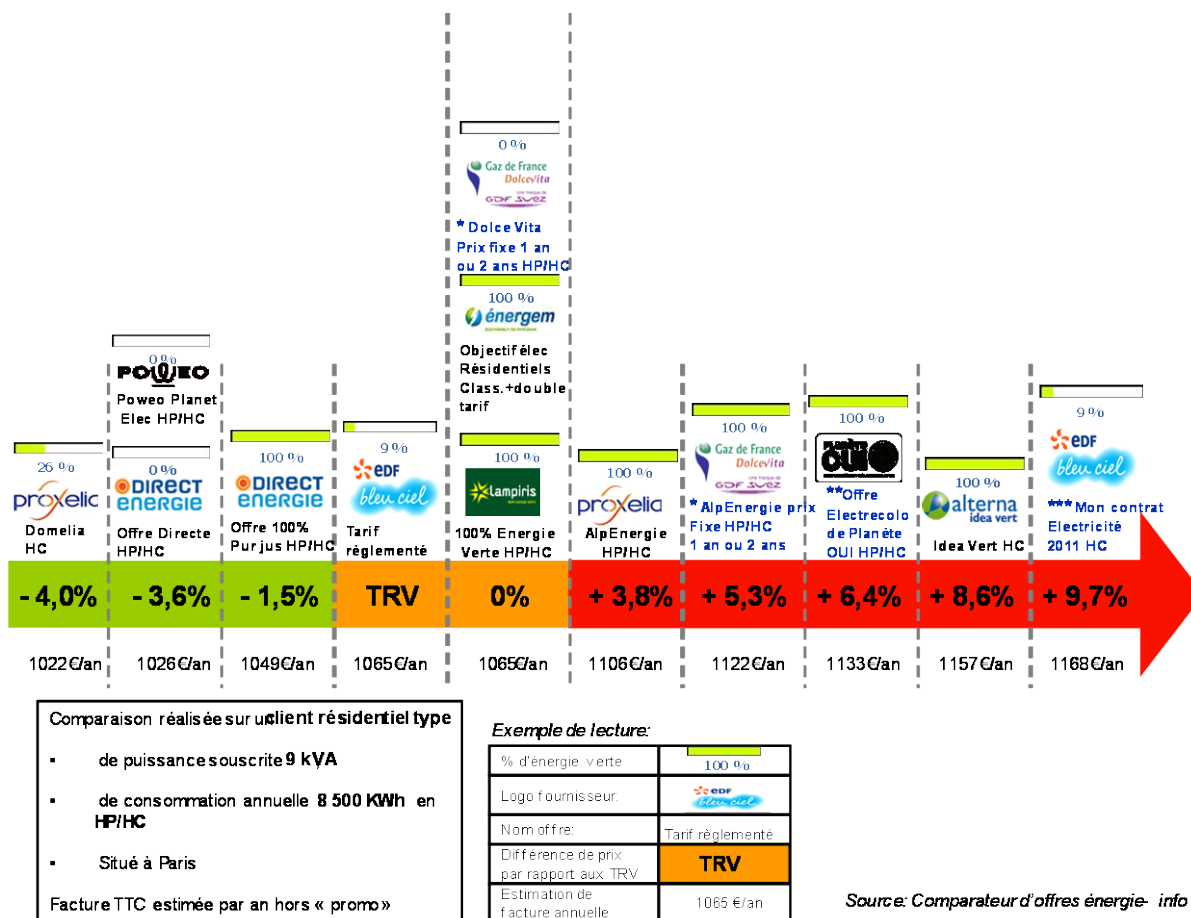 0 %
Gaz de France
DolceVita
Une marque de
GDF SUEZ
* Dolce Vita
Prix fixe 1 an
ou 2 ans HP/HC
100 %
énergem
Objectif élec
Résidentiels
Class.+double
tarif
100 %
Lampiris
100% Energie
Verte HP/HC
0 %
POWEO
Poweo Planet
Elec HP/HC
0 %
DIRECT
ENERGIE
Offre Directe
HP/HC
26 %
proxelia
Domelia
HC
100 %
DIRECT
ENERGIE
Offre 100%
Pur jus HP/HC
9 %
edf
bleu ciel
Tarif
règlementé
100 %
proxelia
AlpEnergie
HP/HC
100 %
Gaz de France
DolceVita
GDF SUEZ
* AlpEnergie prix
Fixe HP/HC
1 an ou 2 ans
100 %
PLANÈTE
OUI
**Offre
Electrecolo
de Planéte
OUI HP/HC
100 %
alterna
idea vert
Idea Vert HC
9 %
edf
bleu ciel
*** Mon contrat
Electricité
2011 HC
- 4,0% - 3,6% - 1,5% TRV 0% + 3,8% + 5,3% + 6,4% + 8,6% + 9,7%
1022€/an 1026€/an 1049€/an 1065€/an 1065€/an 1106€/an 1122€/an 1133€/an 1157€/an 1168€/an
Comparaison réalisée sur un client résidentiel type
▪ de puissance souscrite 9 kVA
▪ de consommation annuelle 8 500 KWh en
HP/HC
▪ Situé à Paris
Facture TTC estimée par an hors « promo»
Exemple de lecture:
% d'énergie verte 100 %
Logo fournisseur: edf bleu ciel
Nom offre: Tarif règlementé
Différence de prix
par rapport aux TRV TRV
Estimation de
facture annuelle 1065 €/an
Source: Comparateur d'offres énergie- info